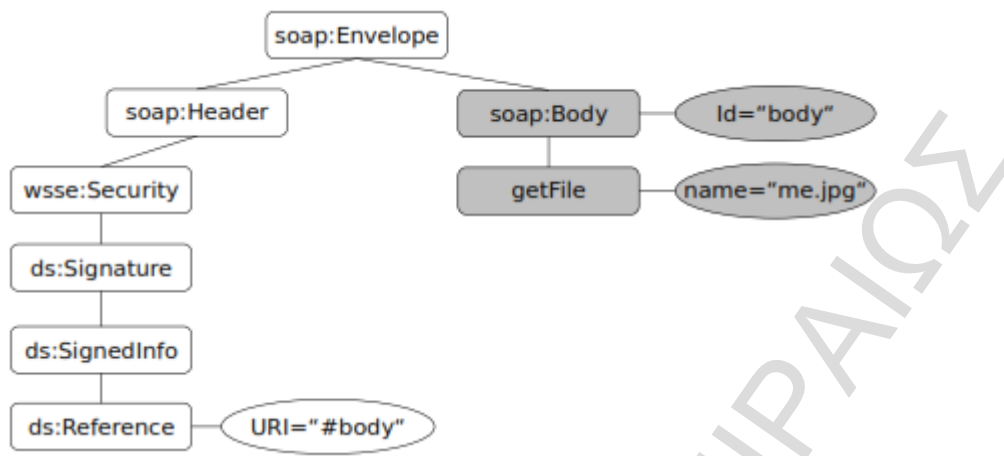 soap:Envelope
soap:Header
soap:Body
Id="body"
wsse:Security
getFile
name="me.jpg"
ds:Signature
ds:SignedInfo
ds:Reference
URI="#body"
ΙΡΑΙΩΣ